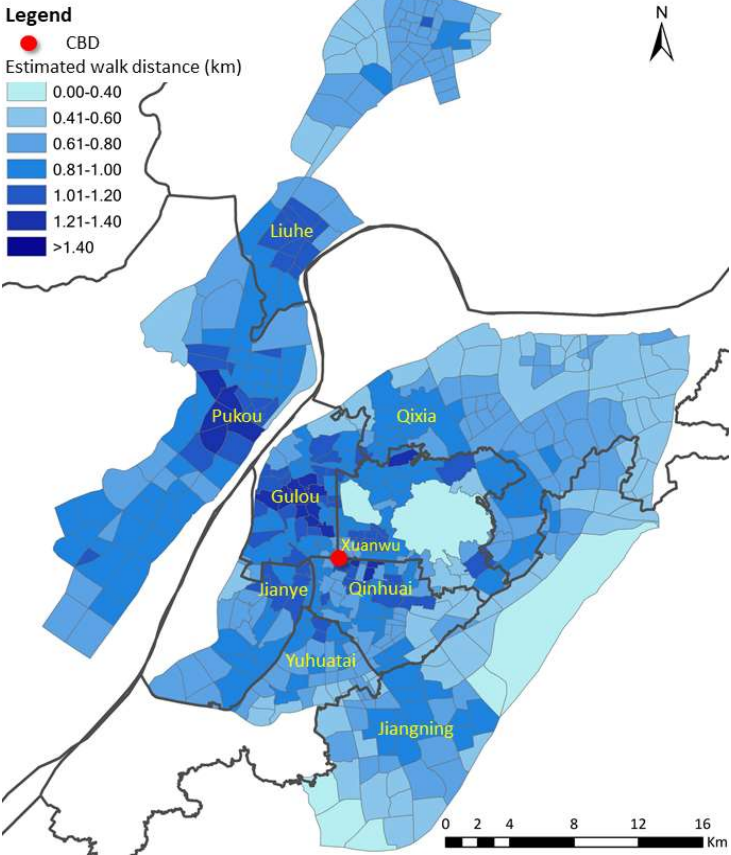 Legend
CBD
Estimated walk distance (km)
0.00-0.40
0.41-0.60
0.61-0.80
0.81-1.00
1.01-1.20
1.21-1.40
>1.40
N
Liuhe
Pukou
Qixia
Gulou
Xuanwu
Jianye
Qinhuai
Yuhuatai
Jiangning
0 2 4 8 12 16
Km